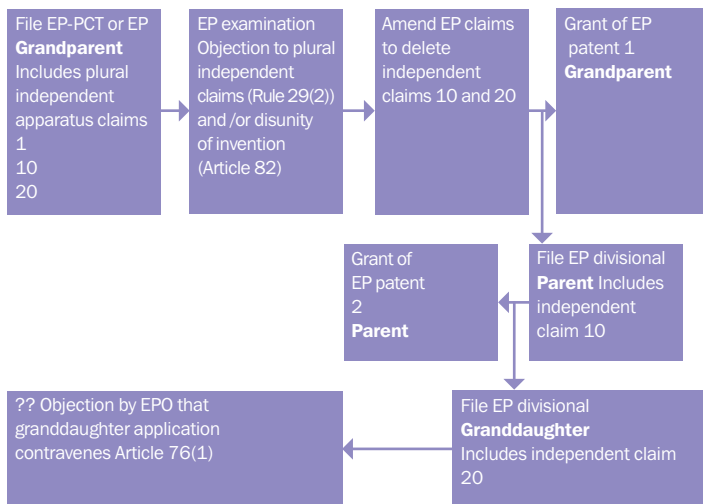 File EP-PCT or EP
Grandparent
Includes plural
independent
apparatus claims
1
10
20
EP examination
Objection to plural
independent
claims (Rule 29(2))
and /or disunity
of invention
(Article 82)
Amend EP claims
to delete
independent
claims 10 and 20
Grant of EP
patent 1
Grandparent
File EP divisional
Parent Includes
independent
claim 10
Grant of
EP patent
2
Parent
File EP divisional
Granddaughter
Includes independent claim
20
?? Objection by EPO that
granddaughter application
contravenes Article 76(1)